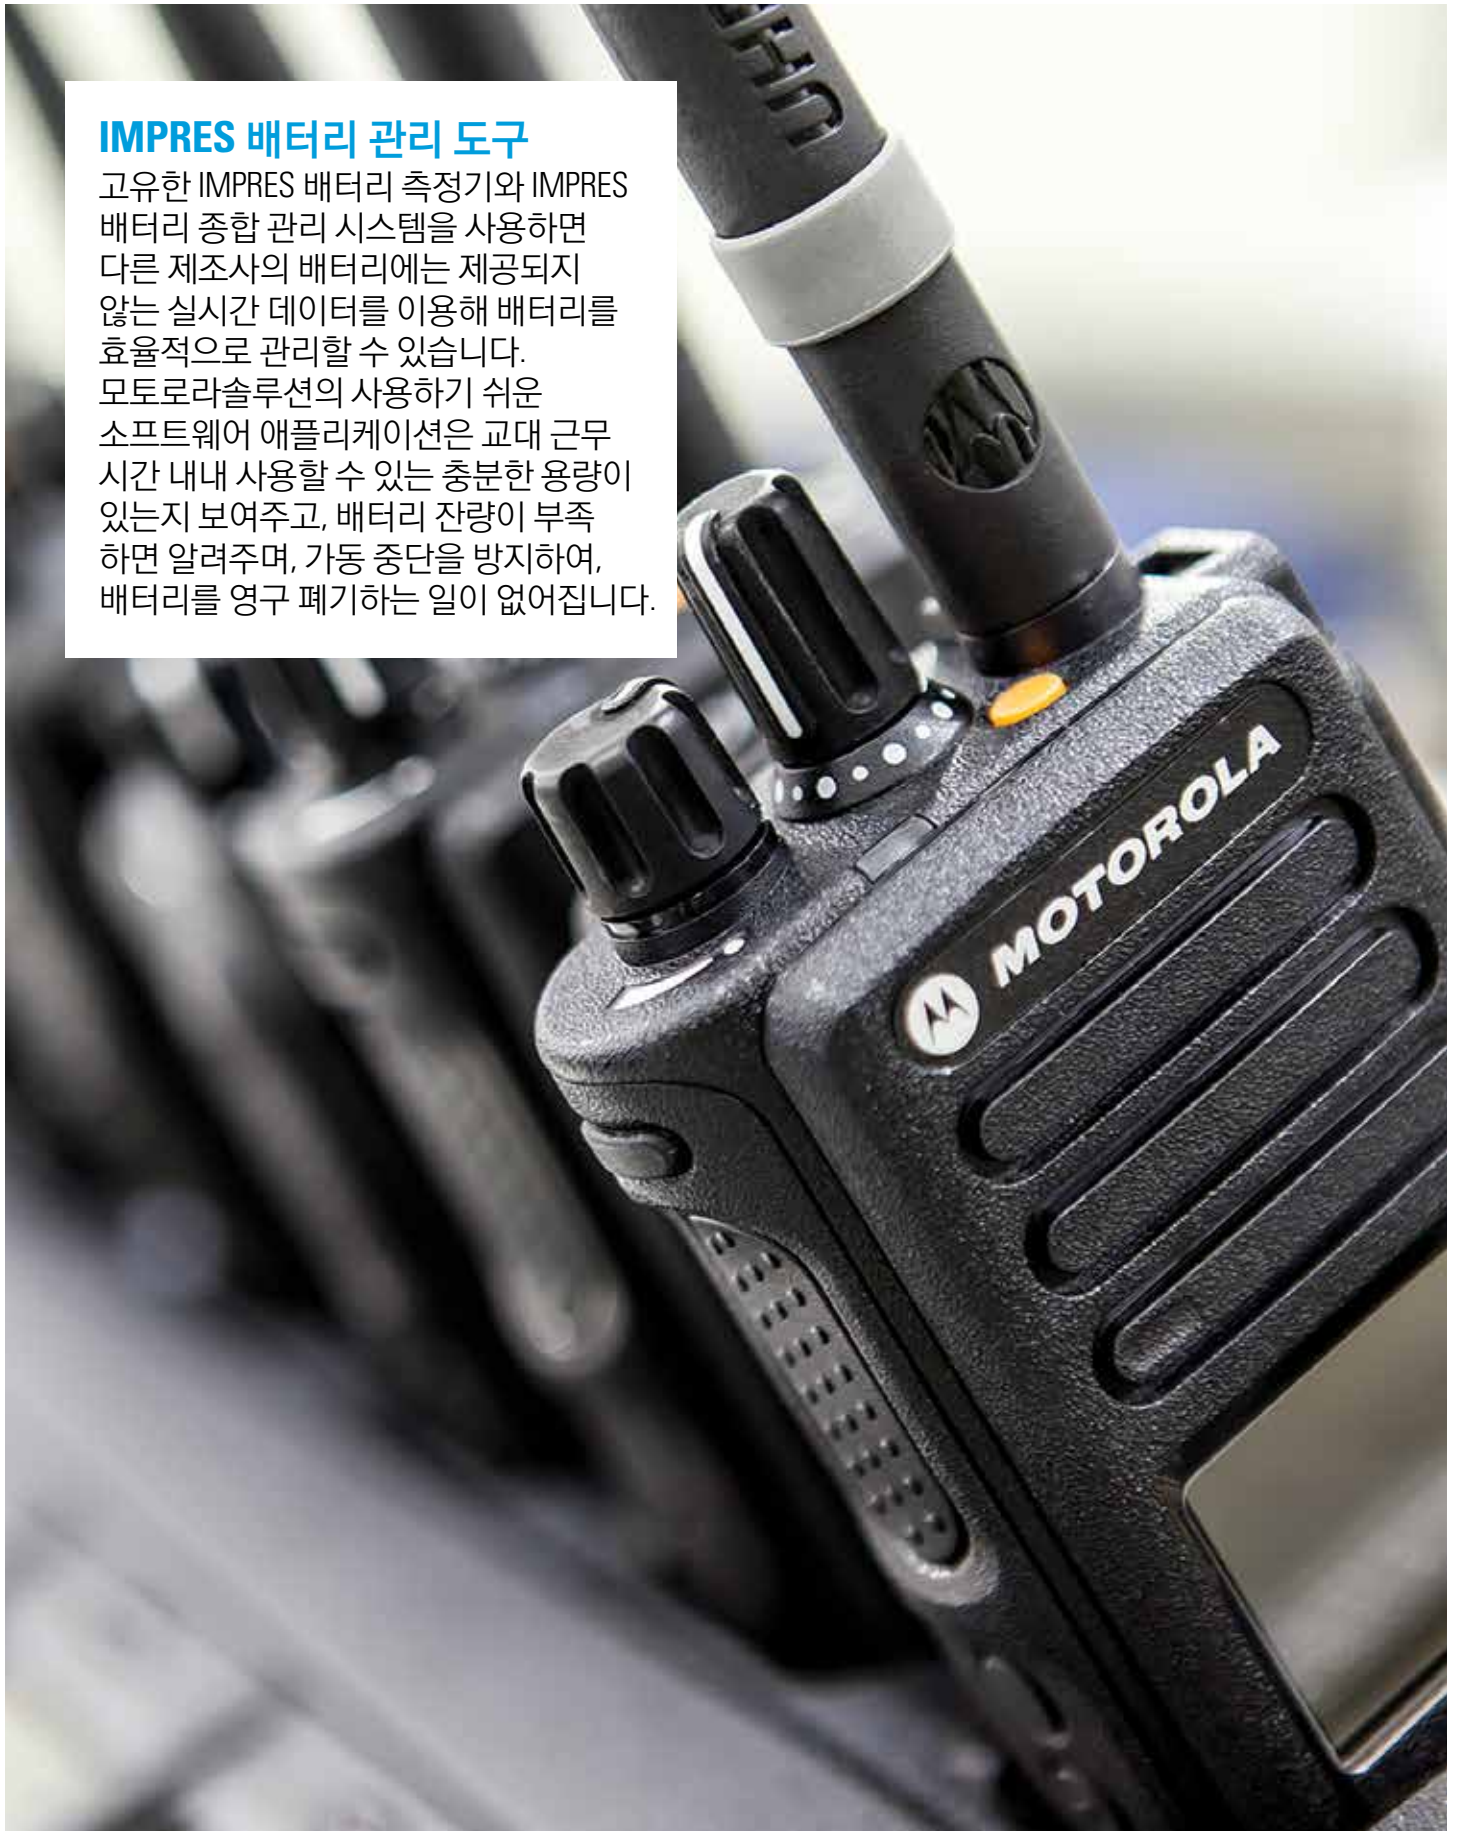 IMPRES 배터리 관리 도구
고유한 IMPRES 배터리 측정기와 IMPRES
배터리 종합 관리 시스템을 사용하면
다른 제조사의 배터리에는 제공되지
않는 실시간 데이터를 이용해 배터리를
효율적으로 관리할 수 있습니다.
모토로라솔루션의 사용하기 쉬운
소프트웨어 애플리케이션은 교대 근무
시간 내내 사용할 수 있는 충분한 용량이
있는지 보여주고, 배터리 잔량이 부족
하면 알려주며, 가동 중단을 방지하여,
배터리를 영구 폐기하는 일이 없어집니다.
MOTOROLA